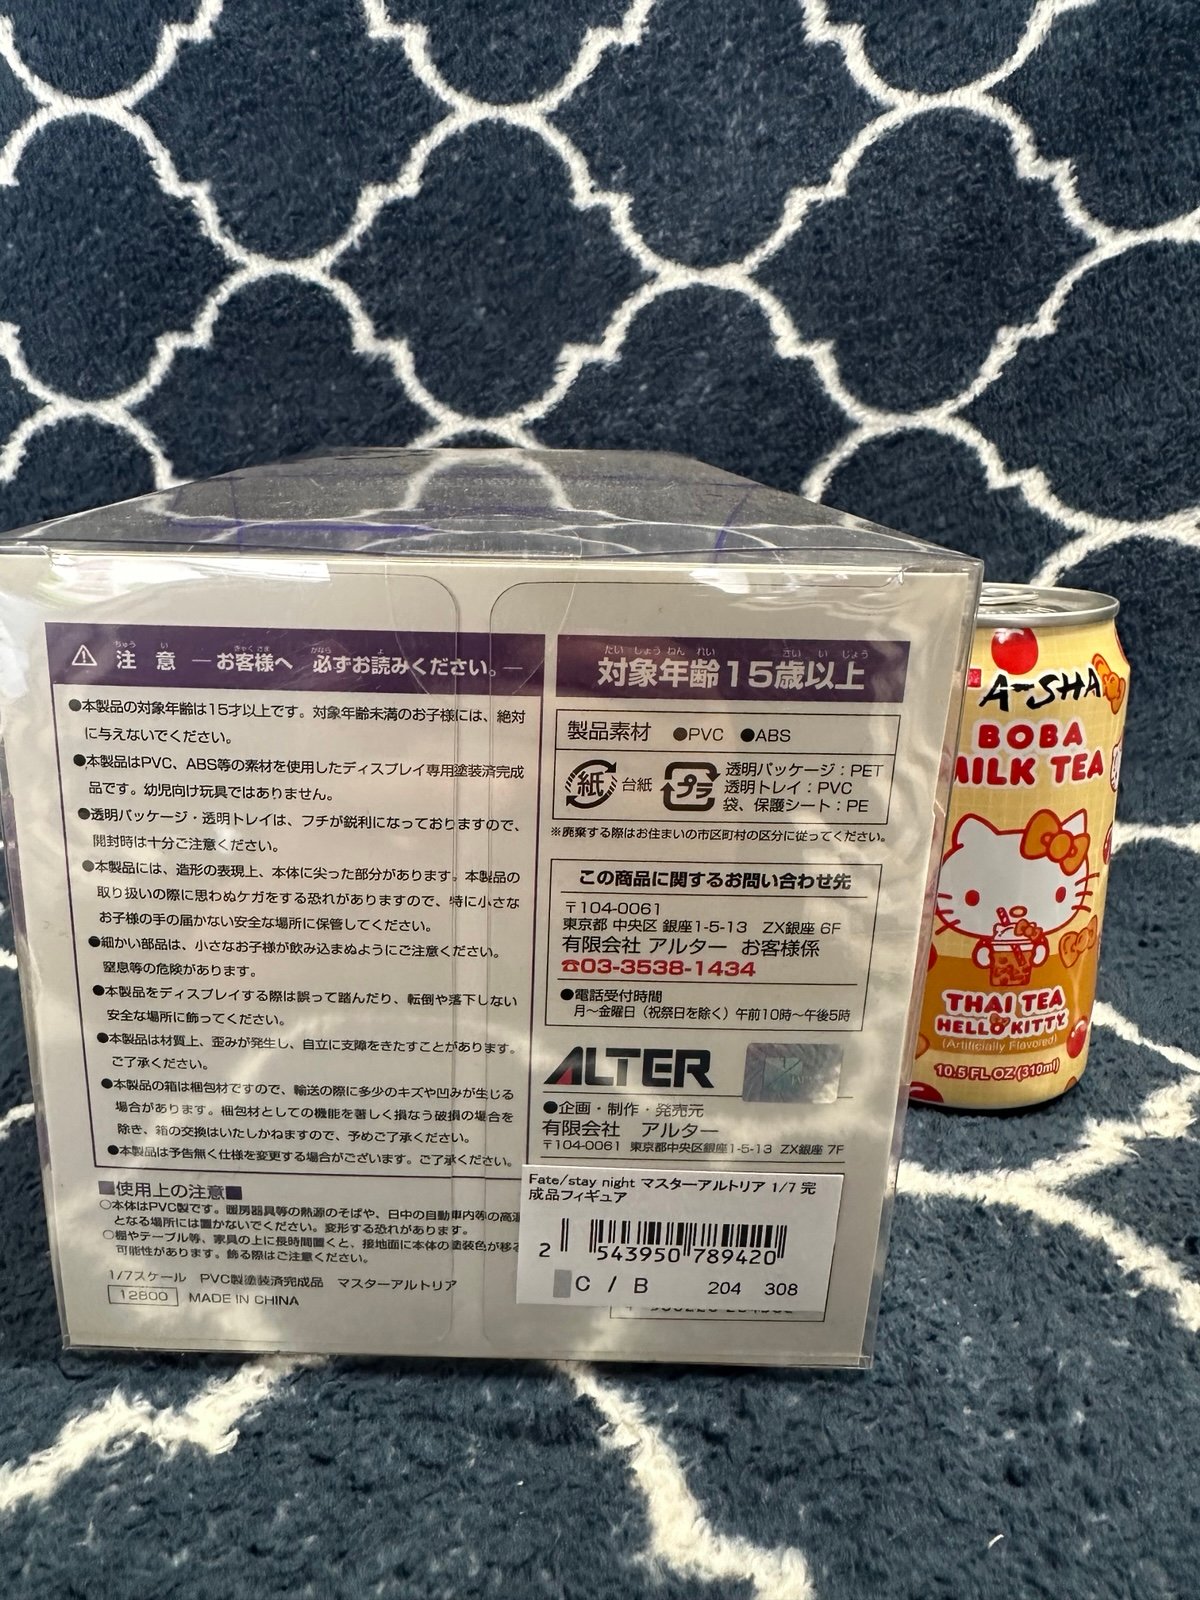 ちゅう い きゃくさま かなら
注 意 ―お客様へ 必ずお読みください。―
●本製品の対象年齢は15才以上です。対象年齢未満のお子様には、絶対
に与えないでください。
●本製品はPVC、ABS等の素材を使用したディスプレイ専用塗装済完成
品です。幼児向け玩具ではありません。
●透明パッケージ・透明トレイは、フチが鋭利になっておりますので、
開封時は十分ご注意ください。
●本製品には、造形の表現上、本体に尖った部分があります。本製品の
取り扱いの際に思わぬケガをする恐れがありますので、特に小さな
お子様の手の届かない安全な場所に保管してください。
●細かい部品は、小さなお子様が飲み込まぬようにご注意ください。
窒息等の危険があります。
●本製品をディスプレイする際は誤って踏んだり、転倒や落下しない
安全な場所に飾ってください。
●本製品は材質上、歪みが発生し、自立に支障をきたすことがあります。
ご了承ください。
●本製品の箱は梱包材ですので、輸送の際に多少のキズや凹みが生じる
場合があります。梱包材としての機能を著しく損なう破損の場合を
除き、箱の交換はいたしかねますので、予めご了承ください。
●本製品は予告無く仕様を変更する場合がございます。ご了承ください。
■使用上の注意■
○本体はPVC製です。暖房器具等の熱源のそばや、日中の自動車内等の高温
となる場所には置かないでください。変形する恐れがあります。
○棚やテーブル等、家具の上に長時間置くと、接地面に本体の塗装色が移る
可能性があります。飾る際はご注意ください。
1/7スケール PVC製塗装済完成品 マスターアルトリア
12800 MADE IN CHINA
たい しょう ねん れい さい い じょう
対象年齢15歳以上
製品素材 ●PVC ●ABS
紙 台紙 プラ
透明パッケージ：PET
透明トレイ：PVC
袋、保護シート：PE
※廃棄する際はお住まいの市区町村の区分に従ってください。
この商品に関するお問い合わせ先
〒104-0061
東京都 中央区 銀座1-5-13 ZX銀座 6F
有限会社 アルター お客様係
☎03-3538-1434
●電話受付時間
月～金曜日（祝祭日を除く）午前10時～午後5時
ALTER
●企画・制作・発売元
有限会社 アルター
〒104-0061 東京都中央区銀座1-5-13 ZX銀座 7F
Fate/stay night マスターアルトリア 1/7 完
成品フィギュア
2 543950 789420
C / B 204 308
A-SHA
BOBA
MILK TEA
THAI TEA
HELLO KITTY
(Artificially Flavored)
10.5 FL OZ (310ml)